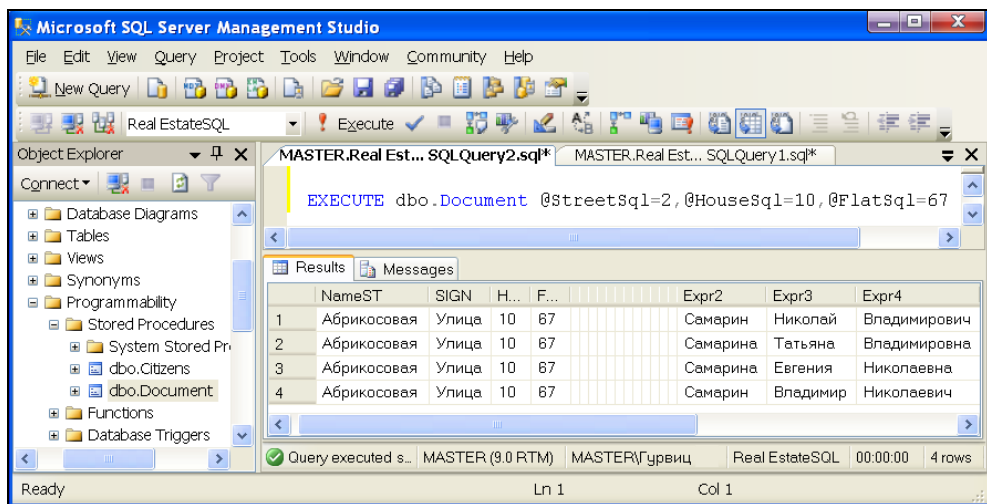 Microsoft SQL Server Management Studio
File Edit View Query Project Tools Window Community Help
New Query
Real EstateSQL Execute
Object Explorer
MASTER.Real Est... SQLQuery2.sql* MASTER.Real Est... SQLQuery1.sql*
Connect
EXECUTE dbo.Document @StreetSql=2,@HouseSql=10,@FlatSql=67
Database Diagrams
Tables
Views
Synonyms
Programmability
Stored Procedures
System Stored Pr
dbo.Citizens
dbo.Document
Functions
Database Triggers
Results Messages
NameST SIGN H... F... Expr2 Expr3 Expr4
1 Абрикосовая Улица 10 67 Самарин Николай Владимирович
2 Абрикосовая Улица 10 67 Самарина Татьяна Владимировна
3 Абрикосовая Улица 10 67 Самарина Евгения Николаевна
4 Абрикосовая Улица 10 67 Самарин Владимир Николаевич
Query executed s... MASTER (9.0 RTM) MASTER\Гурвиц Real EstateSQL 00:00:00 4 rows
Ready Ln 1 Col 1